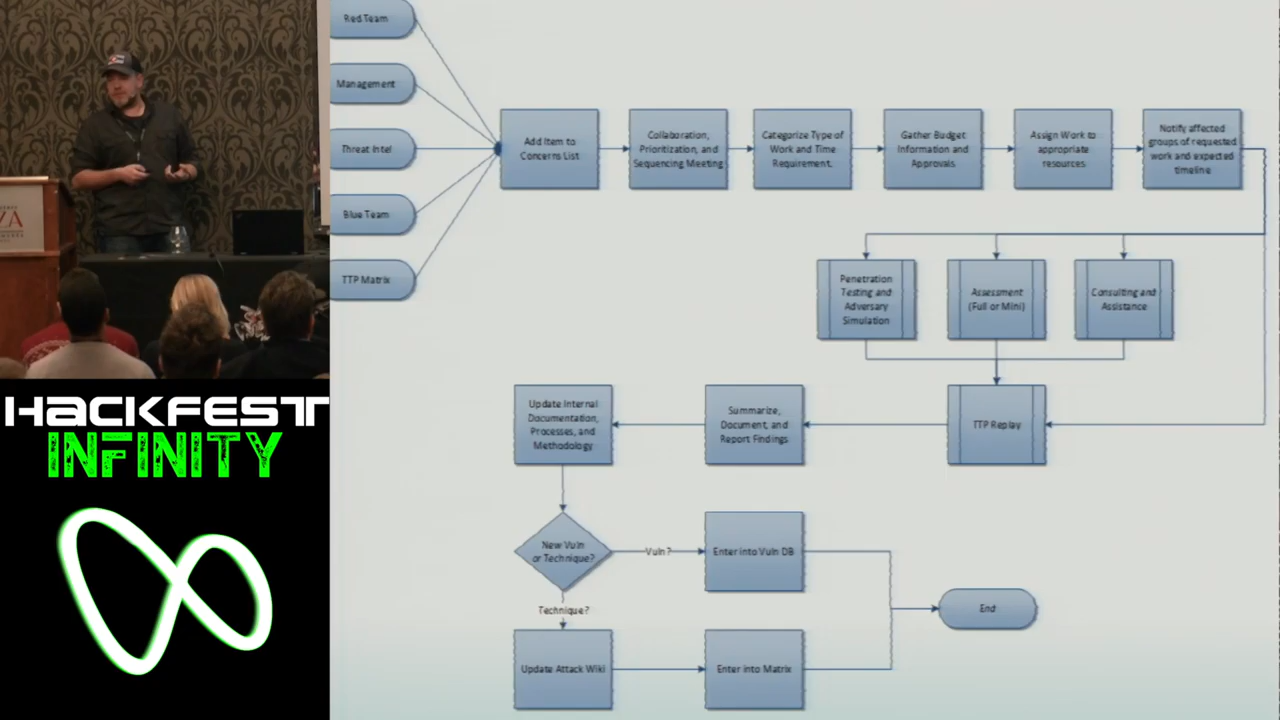 Red Team
Management
Threat Intel
Blue Team
TTP Matrix
Add Item to
Concerns List
Collaboration,
Prioritization, and
Sequencing Meeting
Categorize Type of
Work and Time
Requirement.
Gather Budget
Information and
Approvals
Assign Work to
appropriate
resources
Notify affected
groups of requested
work and expected
timeline
Penetration
Testing and
Adversary
Simulation
Assessment
(Full or Mini)
Consulting and
Assistance
TTP Replay
Summarize,
Document, and
Report Findings
Update Internal
Documentation,
Processes, and
Methodology
New Vuln
or Technique?
Vuln?
Enter into Vuln DB
Technique?
Update Attack Wiki
Enter into Matrix
End
HACKFEST
INFINITY